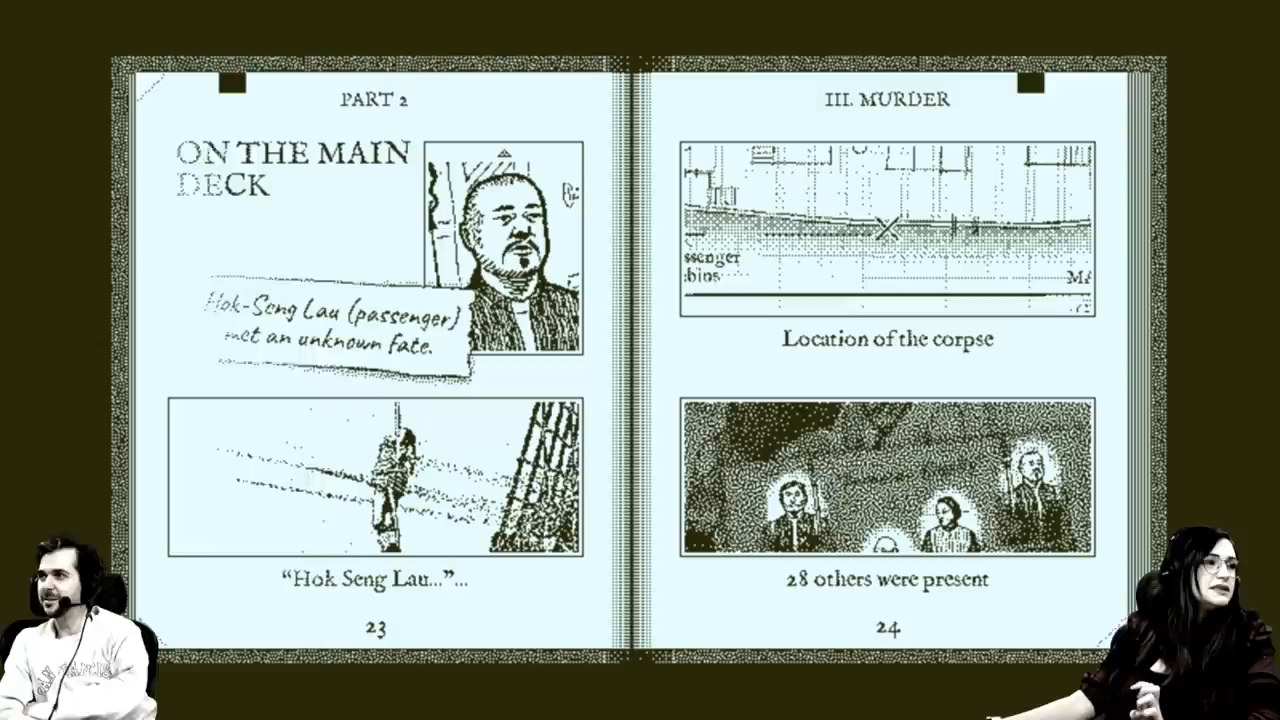 PART 2
ON THE MAIN
DECK
Hok-Seng Lau (passenger)
met an unknown fate.
"Hok Seng Lau..."...
23
III. MURDER
ssenger
bins
Location of the corpse
28 others were present
24